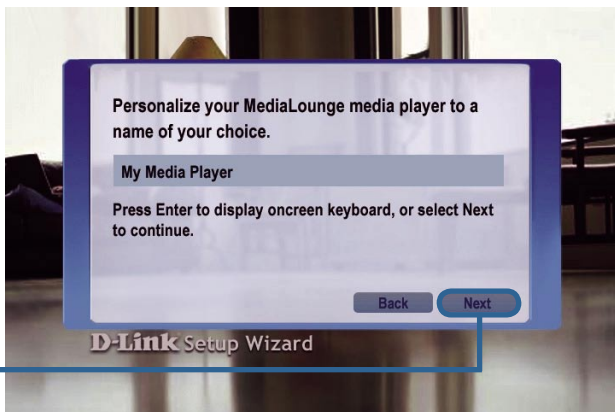 Personalize your MediaLounge media player to a
name of your choice.
My Media Player
Press Enter to display oncreen keyboard, or select Next
to continue.
Back Next
D-Link Setup Wizard